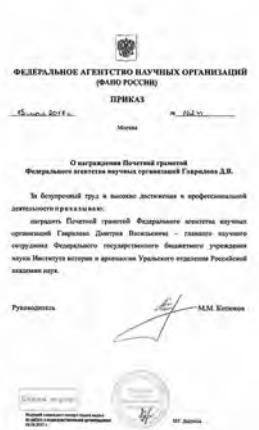 ФЕДЕРАЛЬНОЕ АГЕНТСТВО НАУЧНЫХ ОРГАНИЗАЦИЙ
(ФАНО РОССИИ)
ПРИКАЗ
№
Москва
О награждении Почетной грамотой
Федерального агентства научных организаций Гаврилова Д.В.
За безупречный труд и высокие достижения в профессиональной
деятельности приказываю:
наградить Почетной грамотой Федерального агентства научных
организаций Гаврилова Дмитрия Васильевича – главного научного
сотрудника Федерального государственного бюджетного учреждения
науки Института истории и археологии Уральского отделения Российской
академии наук.
Руководитель М.М. Котюков